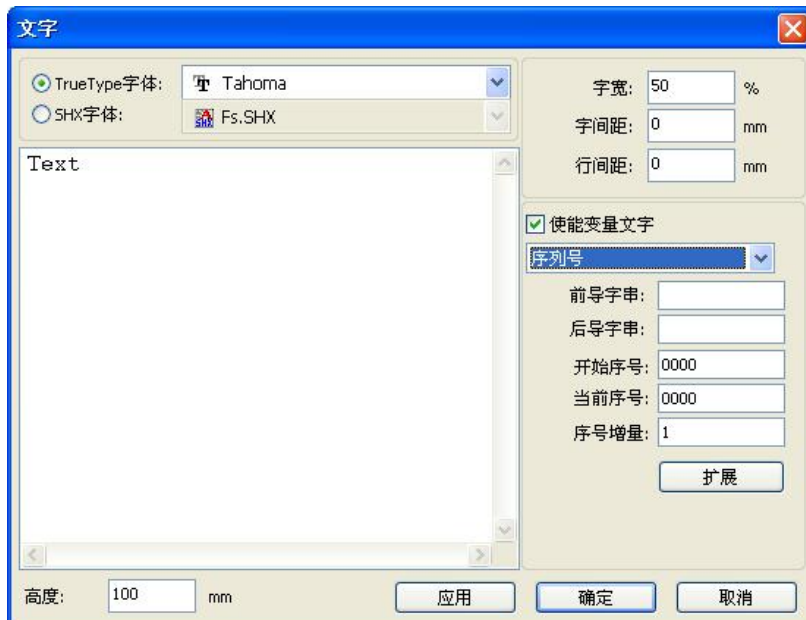 文字
TrueType字体: Tahoma
SHX字体: Fs.SHX
Text
字宽: 50 %
字间距: 0 mm
行间距: 0 mm
使能变量文字
序列号
前导字串:
后导字串:
开始序号: 0000
当前序号: 0000
序号增量: 1
扩展
高度: 100 mm 应用 确定 取消